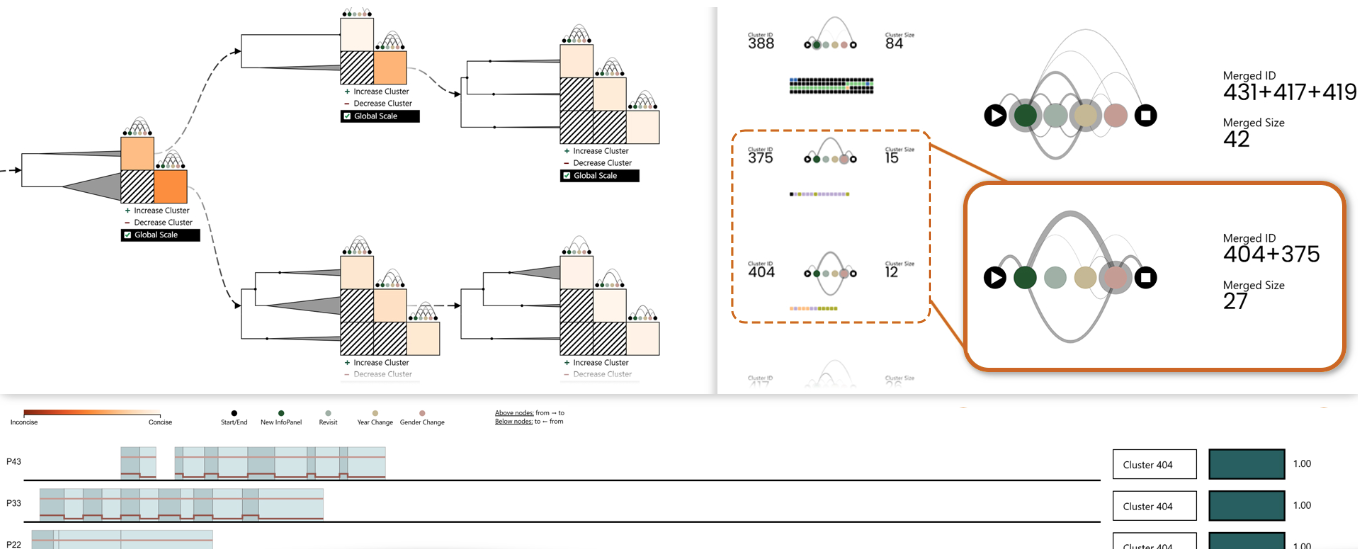 + Increase Cluster
− Decrease Cluster
Global Scale
+ Increase Cluster
− Decrease Cluster
Global Scale
+ Increase Cluster
− Decrease Cluster
Global Scale
+ Increase Cluster
− Decrease Cluster
+ Increase Cluster
− Decrease Cluster
Cluster ID
388
Cluster Size
84
Cluster ID
375
Cluster Size
15
Cluster ID
404
Cluster Size
12
Merged ID
431+417+419
Merged Size
42
Merged ID
404+375
Merged Size
27
Inconcise
Concise
Start/End
New InfoPanel
Revisit
Year Change
Gender Change
Above nodes: from → to
Below nodes: to ← from
P43
Cluster 404
1.00
P33
Cluster 404
1.00
P22
Cluster 404
1.00